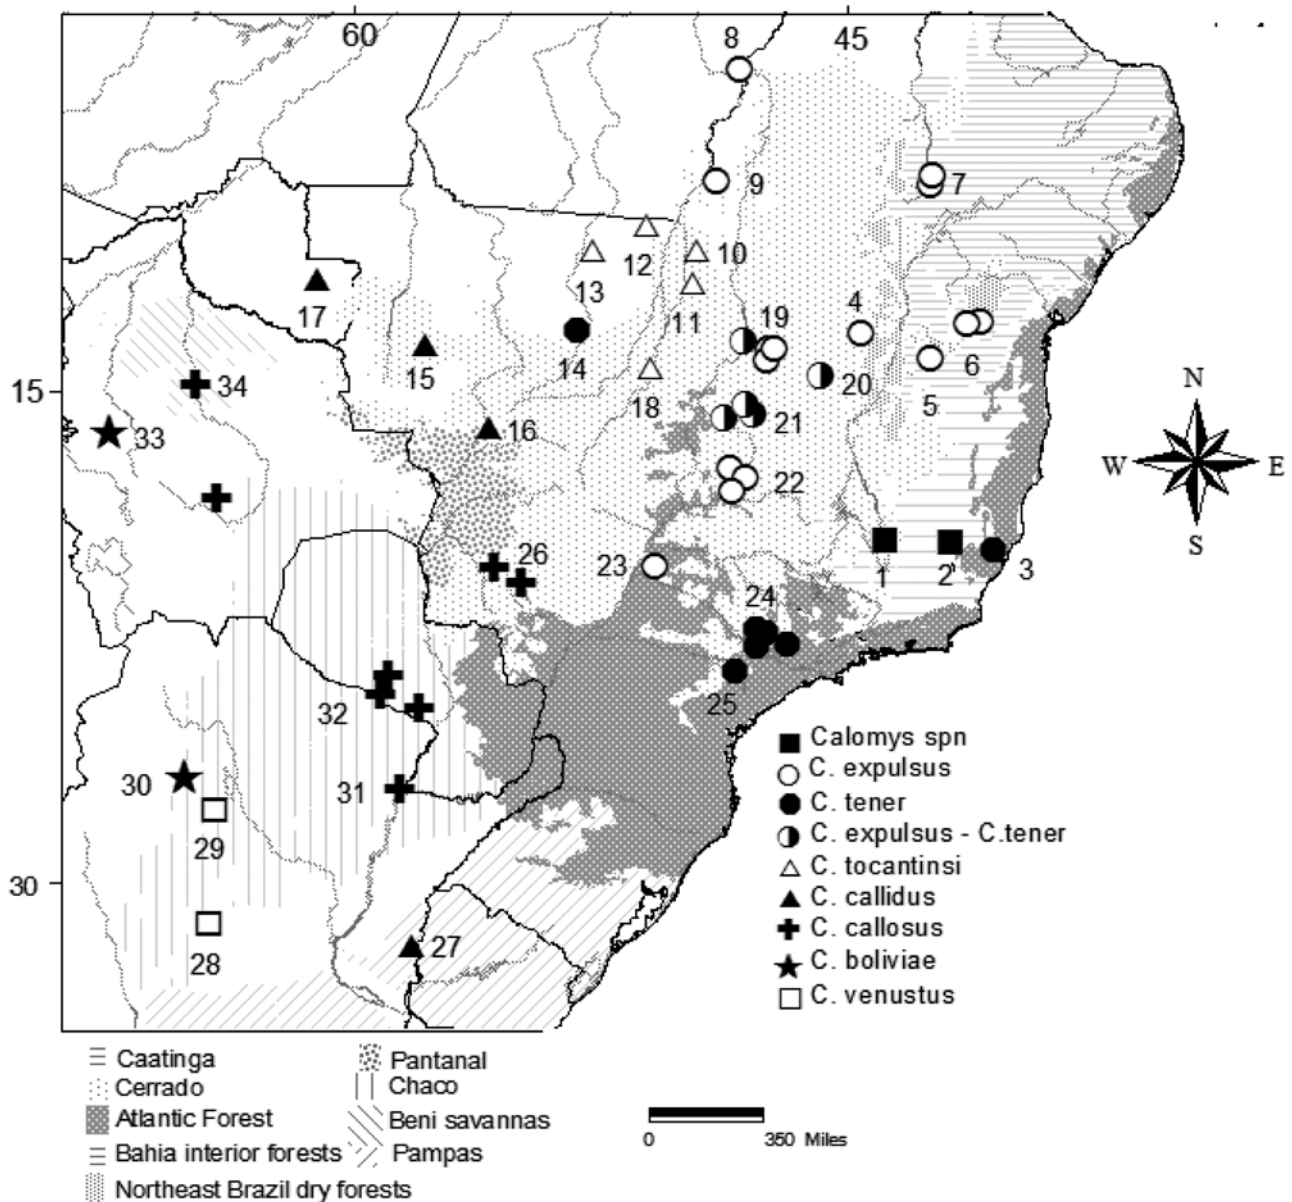 60
8
45
9
7
10
12
13
11
4
19
17
14
15
6
15
18
20
5
34
16
21
33
22
N
W
E
S
26
23
1
2'
3
24
32
25
30
31
29
30
27
28
Calomys spn
C. expulsus
C. tener
C. expulsus - C.tener
C. tocantinsi
C. callidus
C. callosus
C. boliviae
C. venustus
Caatinga
Cerrado
Atlantic Forest
Bahia interior forests
Northeast Brazil dry forests
Pantanal
Chaco
Beni savannas
Pampas
0
350 Miles